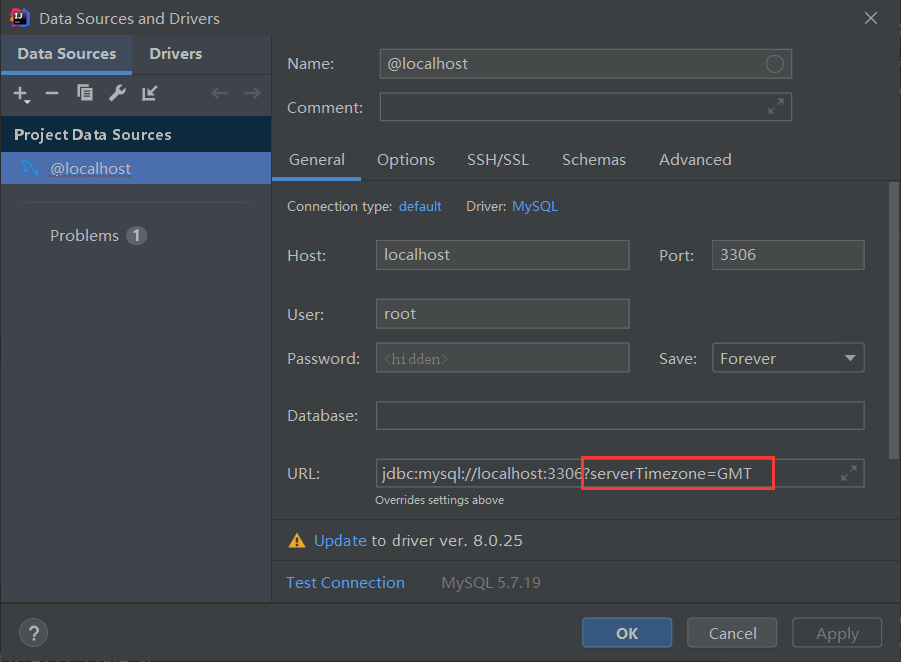 Data Sources and Drivers
Data Sources Drivers
Project Data Sources
@localhost
Problems 1
Name: @localhost
Comment:
General Options SSH/SSL Schemas Advanced
Connection type: default Driver: MySQL
Host: localhost Port: 3306
User: root
Password: <hidden> Save: Forever
Database:
URL: jdbc:mysql://localhost:3306?serverTimezone=GMT
Overrides settings above
Update to driver ver. 8.0.25
Test Connection MySQL 5.7.19
? OK Cancel Apply